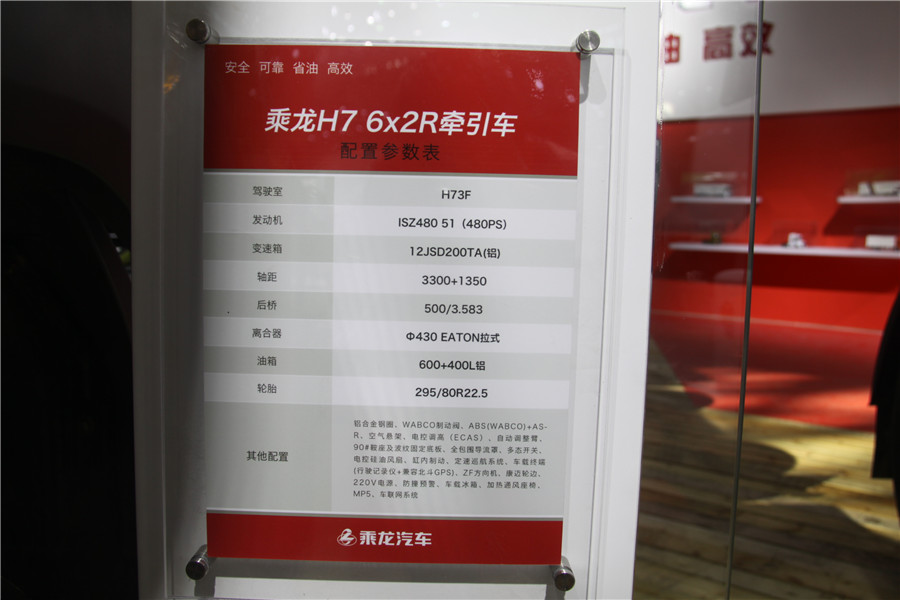 安全 可靠 省油 高效
乘龙H7 6x2R牵引车
配置参数表
驾驶室 H73F
发动机 ISZ480 51（480PS）
变速箱 12JSD200TA(铝)
轴距 3300+1350
后桥 500/3.583
离合器 Φ430 EATON拉式
油箱 600+400L铝
轮胎 295/80R22.5
其他配置
铝合金钢圈、WABCO制动阀、ABS(WABCO)+AS-
R、空气悬架、电控调高（ECAS）、自动调整臂、
90#鞍座及波纹固定底板、全包围导流罩、多态开关、
电控硅油风扇、缸内制动、定速巡航系统、车载终端
(行驶记录仪+兼容北斗GPS)、ZF方向机、康迈轮边、
220V电源、防撞预警、车载冰箱、加热通风座椅、
MP5、车联网系统
乘龙汽车
油 高效